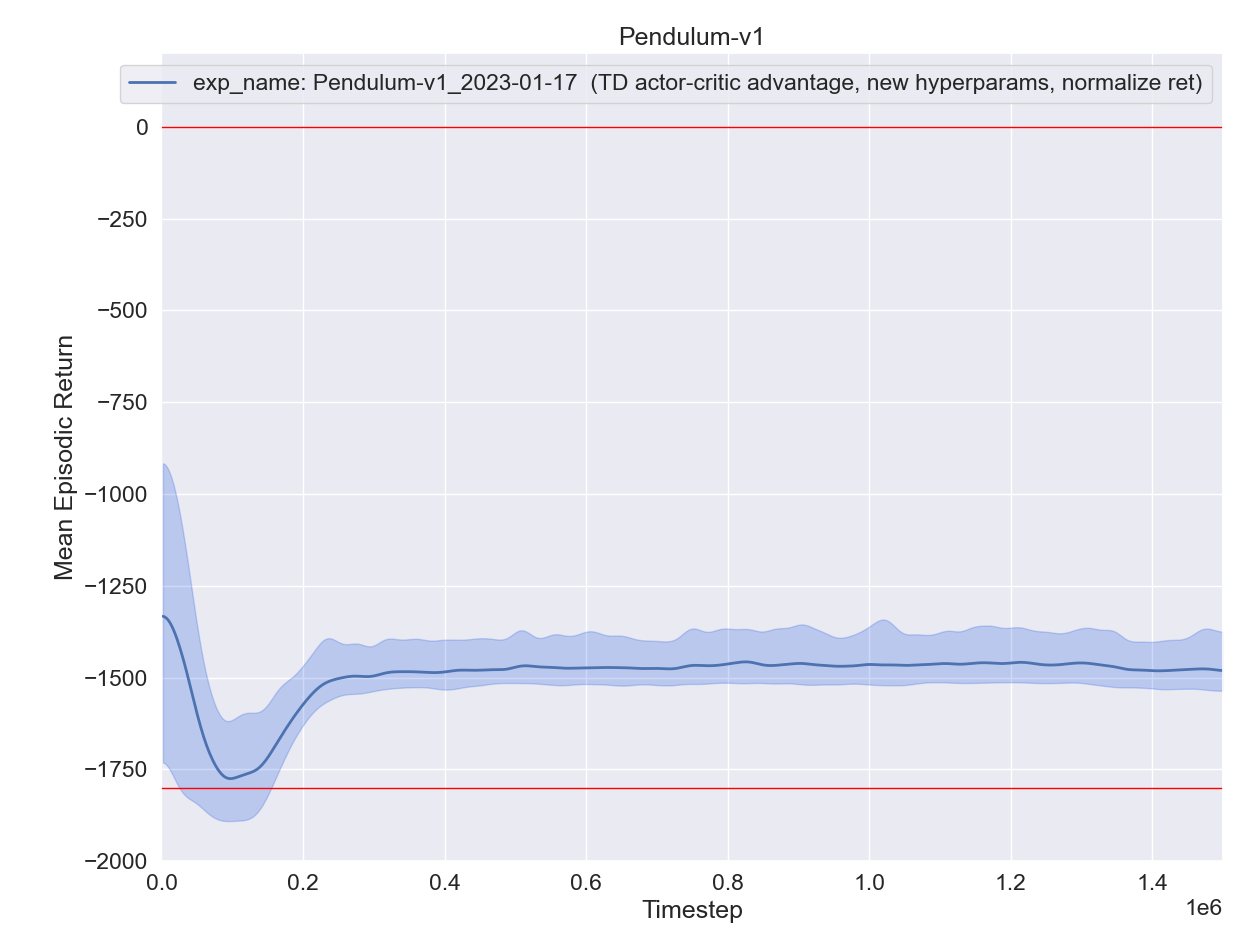 Pendulum-v1
exp_name: Pendulum-v1_2023-01-17  (TD actor-critic advantage, new hyperparams, normalize ret)
0
−250
−500
−750
−1000
−1250
−1500
−1750
−2000
Mean Episodic Return
0.0 0.2 0.4 0.6 0.8 1.0 1.2 1.4
1e6
Timestep